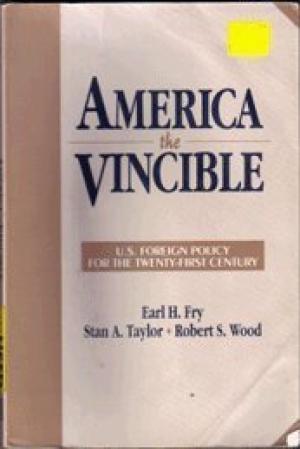 AMERICA
the
VINCIBLE
U.S. FOREIGN POLICY
FOR THE TWENTY-FIRST CENTURY
Earl H. Fry
Stan A. Taylor • Robert S. Wood